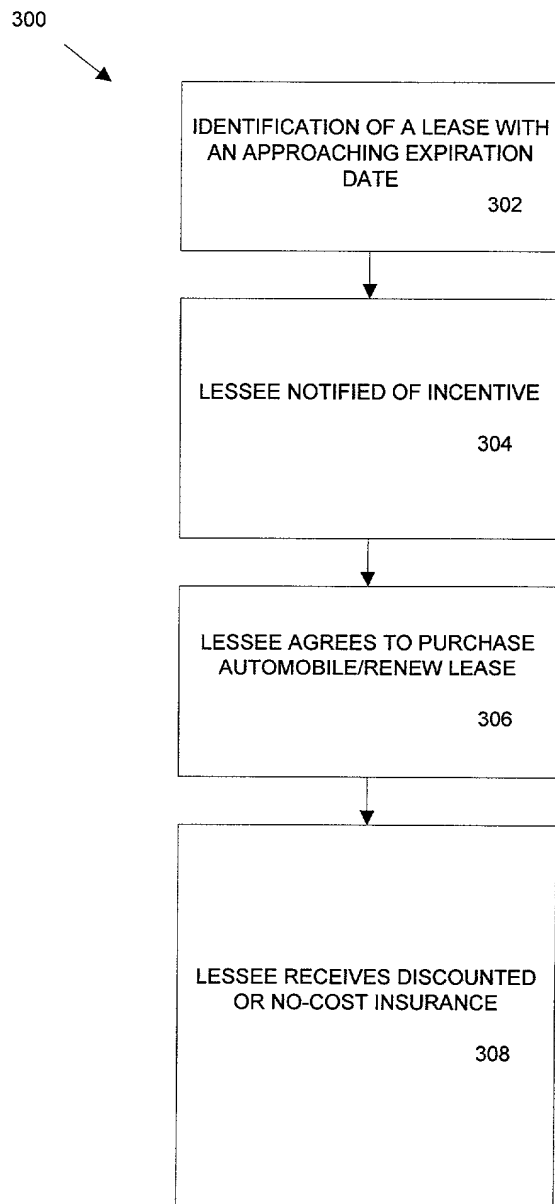 300
IDENTIFICATION OF A LEASE WITH
AN APPROACHING EXPIRATION
DATE
302
LESSEE NOTIFIED OF INCENTIVE
304
LESSEE AGREES TO PURCHASE
AUTOMOBILE/RENEW LEASE
306
LESSEE RECEIVES DISCOUNTED
OR NO-COST INSURANCE
308